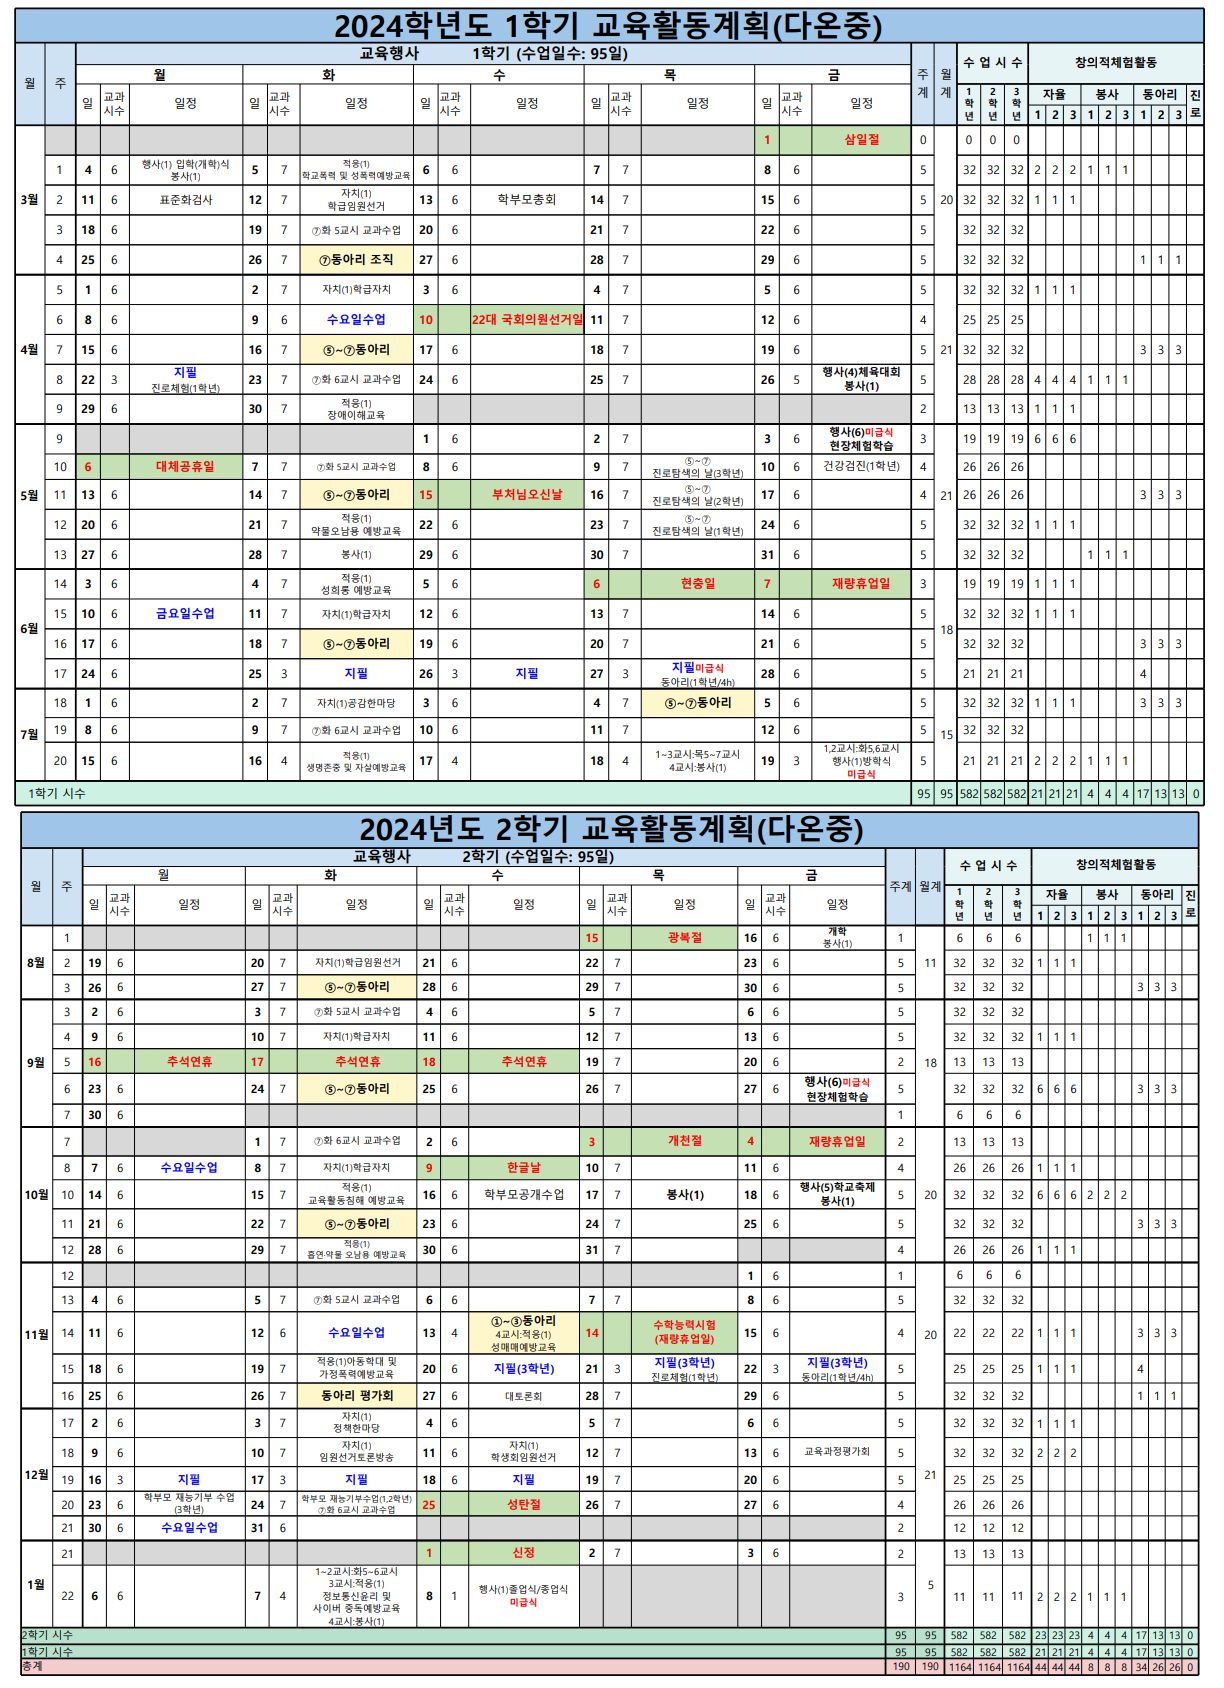 2024학년도 1학기 교육활동계획(다온중)
월 주 교육행사 1학기 (수업일수: 95일) 주계 월계 수 업 시 수 창의적체험활동
월 화 수 목 금
일 교과시수 일정 일 교과시수 일정 일 교과시수 일정 일 교과시수 일정 일 교과시수 일정 1학년 2학년 3학년 자율 봉사 동아리 진로
1 2 3 1 2 3 1 2 3
3월 1 삼일절 0 20 0 0 0
1 4 6 행사(1) 입학(개학)식 봉사(1) 5 7 적응(1) 학교폭력 및 성폭력예방교육 6 6 7 7 8 6 5 32 32 32 2 2 2 1 1 1
2 11 6 표준화검사 12 7 자치(1) 학급임원선거 13 6 학부모총회 14 7 15 6 5 32 32 32 1 1 1
3 18 6 19 7 ⑦화 5교시 교과수업 20 6 21 7 22 6 5 32 32 32
4 25 6 26 7 ⑦동아리 조직 27 6 28 7 29 6 5 32 32 32 1 1 1
4월 5 1 6 2 7 자치(1)학급자치 3 6 4 7 5 6 5 21 32 32 32 1 1 1
6 8 6 9 6 수요일수업 10 22대 국회의원선거일 11 7 12 6 4 25 25 25
7 15 6 16 7 ⑤~⑦동아리 17 6 18 7 19 6 5 32 32 32 3 3 3
8 22 3 지필 진로체험(1학년) 23 7 ⑦화 6교시 교과수업 24 6 25 7 26 5 행사(4)체육대회 봉사(1) 5 28 28 28 4 4 4 1 1 1
9 29 6 30 7 적응(1) 장애이해교육 2 13 13 13 1 1 1
5월 9 1 6 2 7 3 6 행사(6)미급식 현장체험학습 3 21 19 19 19 6 6 6
10 6 대체공휴일 7 7 ⑦화 5교시 교과수업 8 6 9 7 ⑤~⑦ 진로탐색의 날(3학년) 10 6 건강검진(1학년) 4 26 26 26
11 13 6 14 7 ⑤~⑦동아리 15 부처님오신날 16 7 ⑤~⑦ 진로탐색의 날(2학년) 17 6 4 26 26 26 3 3 3
12 20 6 21 7 적응(1) 약물오남용 예방교육 22 6 23 7 ⑤~⑦ 진로탐색의 날(1학년) 24 6 5 32 32 32 1 1 1
13 27 6 28 7 봉사(1) 29 6 30 7 31 6 5 32 32 32 1 1 1
6월 14 3 6 4 7 적응(1) 성희롱 예방교육 5 6 6 현충일 7 재량휴업일 3 18 19 19 19 1 1 1
15 10 6 금요일수업 11 7 자치(1)학급자치 12 6 13 7 14 6 5 32 32 32 1 1 1
16 17 6 18 7 ⑤~⑦동아리 19 6 20 7 21 6 5 32 32 32 3 3 3
17 24 6 25 3 지필 26 3 지필 27 3 지필미급식 동아리(1학년/4h) 28 6 5 21 21 21 4
7월 18 1 6 2 7 자치(1)공감한마당 3 6 4 7 ⑤~⑦동아리 5 6 5 15 32 32 32 1 1 1 3 3 3
19 8 6 9 7 ⑦화 6교시 교과수업 10 6 11 7 12 6 5 32 32 32
20 15 6 16 4 적응(1) 생명존중 및 자살예방교육 17 4 18 4 1~3교시:목5~7교시 4교시:봉사(1) 19 3 1,2교시:화5,6교시 행사(1)방학식 미급식 5 21 21 21 2 2 2 1 1 1
1학기 시수 95 95 582 582 582 21 21 21 4 4 4 17 13 13 0
2024년도 2학기 교육활동계획(다온중)
월 주 교육행사 2학기 (수업일수: 95일) 주계 월계 수 업 시 수 창의적체험활동
월 화 수 목 금
일 교과시수 일정 일 교과시수 일정 일 교과시수 일정 일 교과시수 일정 일 교과시수 일정 1학년 2학년 3학년 자율 봉사 동아리 진로
1 2 3 1 2 3 1 2 3
8월 1 15 광복절 16 6 개학 봉사(1) 1 11 6 6 6 1 1 1
2 19 6 20 7 자치(1)학급임원선거 21 6 22 7 23 6 5 32 32 32 1 1 1
3 26 6 27 7 ⑤~⑦동아리 28 6 29 7 30 6 5 32 32 32 3 3 3
9월 3 2 6 3 7 ⑦화 5교시 교과수업 4 6 5 7 6 6 5 18 32 32 32
4 9 6 10 7 자치(1)학급자치 11 6 12 7 13 6 5 32 32 32 1 1 1
5 16 추석연휴 17 추석연휴 18 추석연휴 19 7 20 6 2 13 13 13
6 23 6 24 7 ⑤~⑦동아리 25 6 26 7 27 6 행사(6)미급식 현장체험학습 5 32 32 32 6 6 6 3 3 3
7 30 6 1 6 6 6
10월 7 1 7 ⑦화 6교시 교과수업 2 6 3 개천절 4 재량휴업일 2 20 13 13 13
8 7 6 수요일수업 8 7 자치(1)학급자치 9 한글날 10 7 11 6 4 26 26 26 1 1 1
10 14 6 15 7 적응(1) 교육활동침해 예방교육 16 6 학부모공개수업 17 7 봉사(1) 18 6 행사(5)학교축제 봉사(1) 5 32 32 32 6 6 6 2 2 2
11 21 6 22 7 ⑤~⑦동아리 23 6 24 7 25 6 5 32 32 32 3 3 3
12 28 6 29 7 적응(1) 흡연·약물 오남용 예방교육 30 6 31 7 4 26 26 26 1 1 1
11월 12 1 6 1 20 6 6 6
13 4 6 5 7 ⑦화 5교시 교과수업 6 6 7 7 8 6 5 32 32 32
14 11 6 12 6 수요일수업 13 4 ①~③동아리 4교시:적응(1) 성매매예방교육 14 수학능력시험 (재량휴업일) 15 6 4 22 22 22 1 1 1 3 3 3
15 18 6 19 7 적응(1)아동학대 및 가정폭력예방교육 20 6 지필(3학년) 21 3 지필(3학년) 진로체험(1학년) 22 3 지필(3학년) 동아리(1학년/4h) 5 25 25 25 1 1 1 4
16 25 6 26 7 동아리 평가회 27 6 대토론회 28 7 29 6 5 32 32 32 1 1 1
12월 17 2 6 3 7 자치(1) 정책한마당 4 6 5 7 6 6 5 21 32 32 32 1 1 1
18 9 6 10 7 자치(1) 임원선거토론방송 11 6 자치(1) 학생회임원선거 12 7 13 6 교육과정평가회 5 32 32 32 2 2 2
19 16 3 지필 17 3 지필 18 6 지필 19 7 20 6 5 25 25 25
20 23 6 학부모 재능기부 수업 (3학년) 24 7 학부모 재능기부수업(1,2학년) ⑦화 6교시 교과수업 25 성탄절 26 7 27 6 4 26 26 26
21 30 6 수요일수업 31 6 2 12 12 12
1월 21 1 신정 2 7 3 6 2 5 13 13 13
22 6 6 7 4 1~2교시:화5~6교시 3교시:적응(1) 정보통신윤리 및 사이버 중독예방교육 4교시:봉사(1) 8 1 행사(1)졸업식/종업식 미급식 3 11 11 11 2 2 2 1 1 1
2학기 시수 95 95 582 582 582 23 23 23 4 4 4 17 13 13 0
1학기 시수 95 95 582 582 582 21 21 21 4 4 4 17 13 13 0
총계 190 190 1164 1164 1164 44 44 44 8 8 8 34 26 26 0